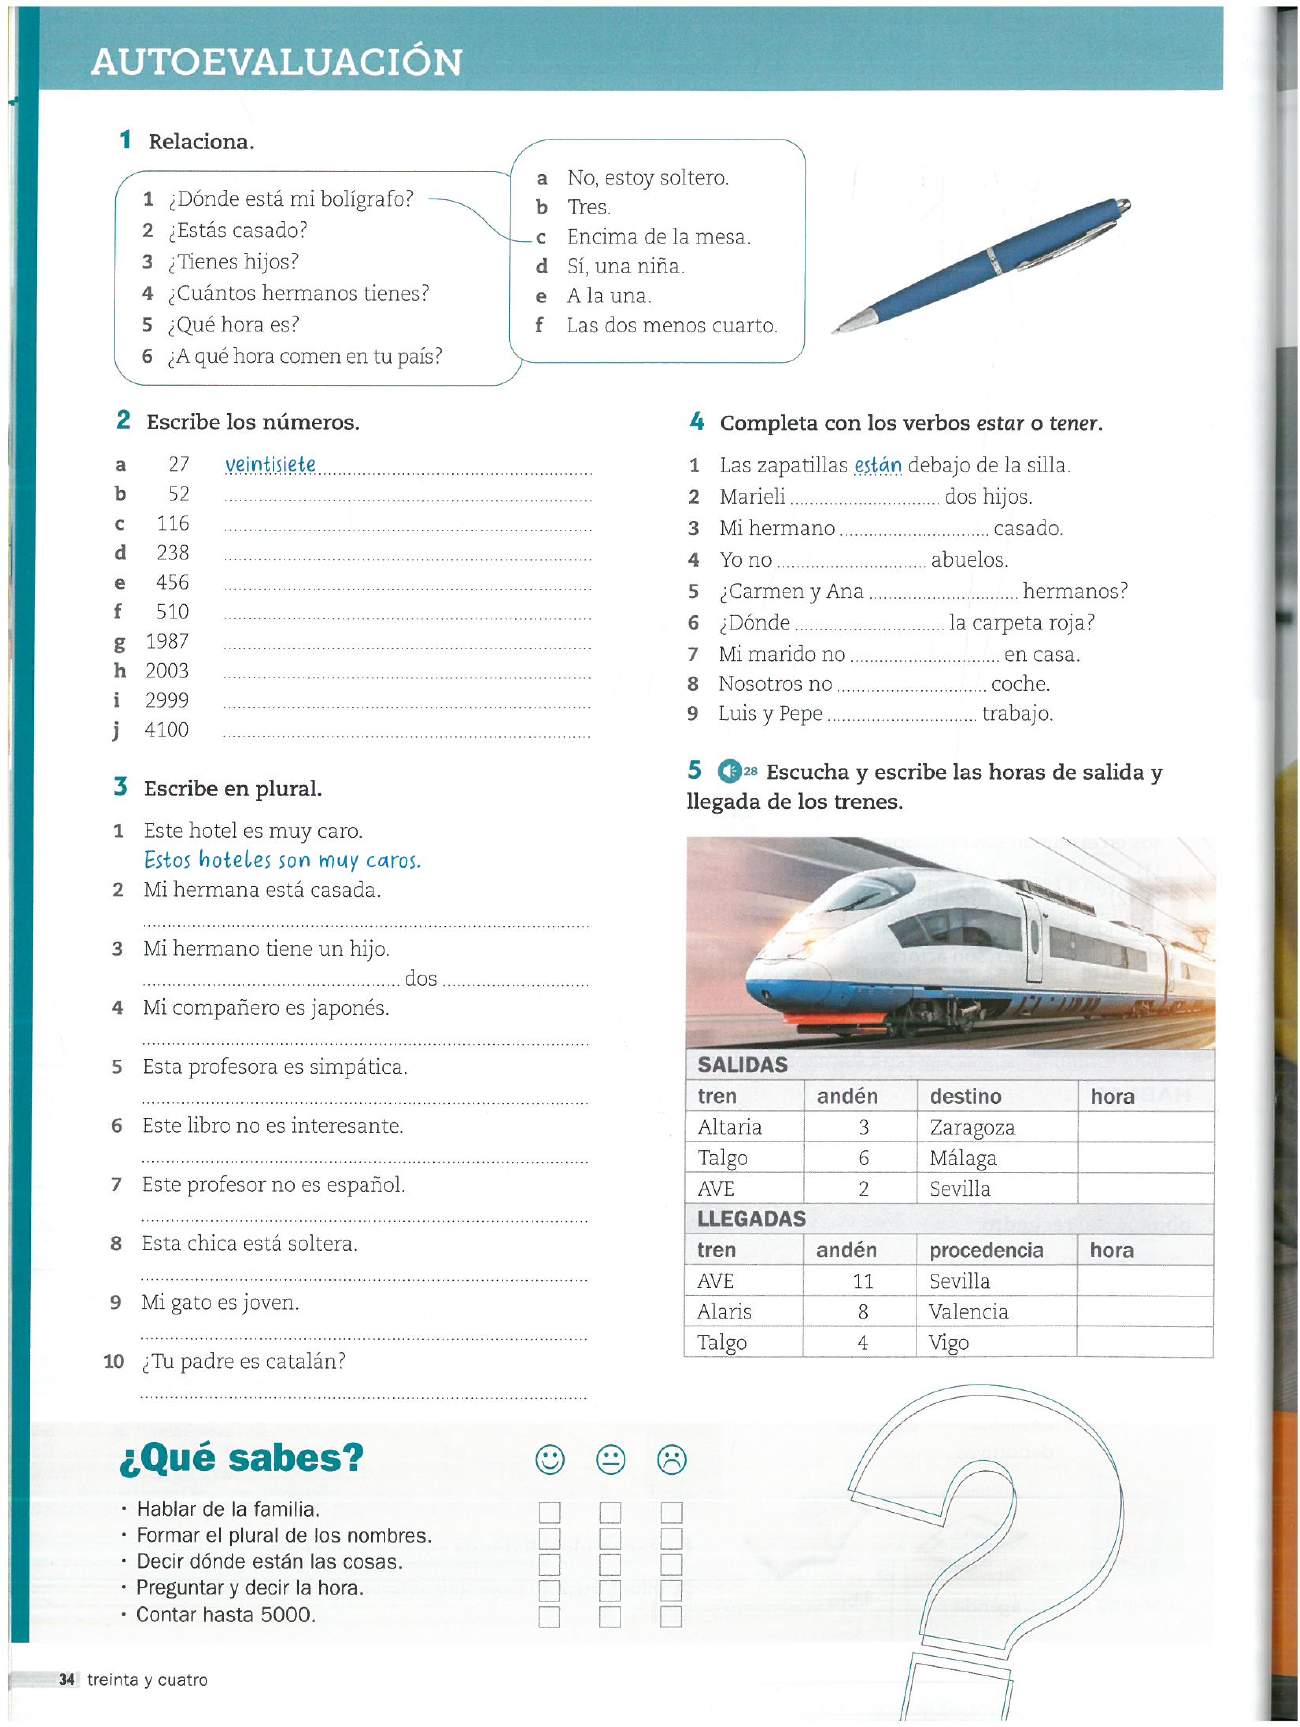 AUTOEVALUACIÓN
1 Relaciona.
1 ¿Dónde está mi bolígrafo?
2 ¿Estás casado?
3 ¿Tienes hijos?
4 ¿Cuántos hermanos tienes?
5 ¿Qué hora es?
6 ¿A qué hora comen en tu país?
a No, estoy soltero.
b Tres.
c Encima de la mesa.
d Sí, una niña.
e A la una.
f Las dos menos cuarto.
2 Escribe los números.
a 27 veintisiete
b 52
c 116
d 238
e 456
f 510
g 1987
h 2003
i 2999
j 4100
3 Escribe en plural.
1 Este hotel es muy caro.
Estos hoteles son muy caros.
2 Mi hermana está casada.
3 Mi hermano tiene un hijo.
dos
4 Mi compañero es japonés.
5 Esta profesora es simpática.
6 Este libro no es interesante.
7 Este profesor no es español.
8 Esta chica está soltera.
9 Mi gato es joven.
10 ¿Tu padre es catalán?
4 Completa con los verbos estar o tener.
1 Las zapatillas están debajo de la silla.
2 Marieli dos hijos.
3 Mi hermano casado.
4 Yo no abuelos.
5 ¿Carmen y Ana hermanos?
6 ¿Dónde la carpeta roja?
7 Mi marido no en casa.
8 Nosotros no coche.
9 Luis y Pepe trabajo.
5 28 Escucha y escribe las horas de salida y
llegada de los trenes.
SALIDAS
tren andén destino hora
Altaria 3 Zaragoza
Talgo 6 Málaga
AVE 2 Sevilla
LLEGADAS
tren andén procedencia hora
AVE 11 Sevilla
Alaris 8 Valencia
Talgo 4 Vigo
¿Qué sabes?
· Hablar de la familia.
· Formar el plural de los nombres.
· Decir dónde están las cosas.
· Preguntar y decir la hora.
· Contar hasta 5000.
?
34 treinta y cuatro